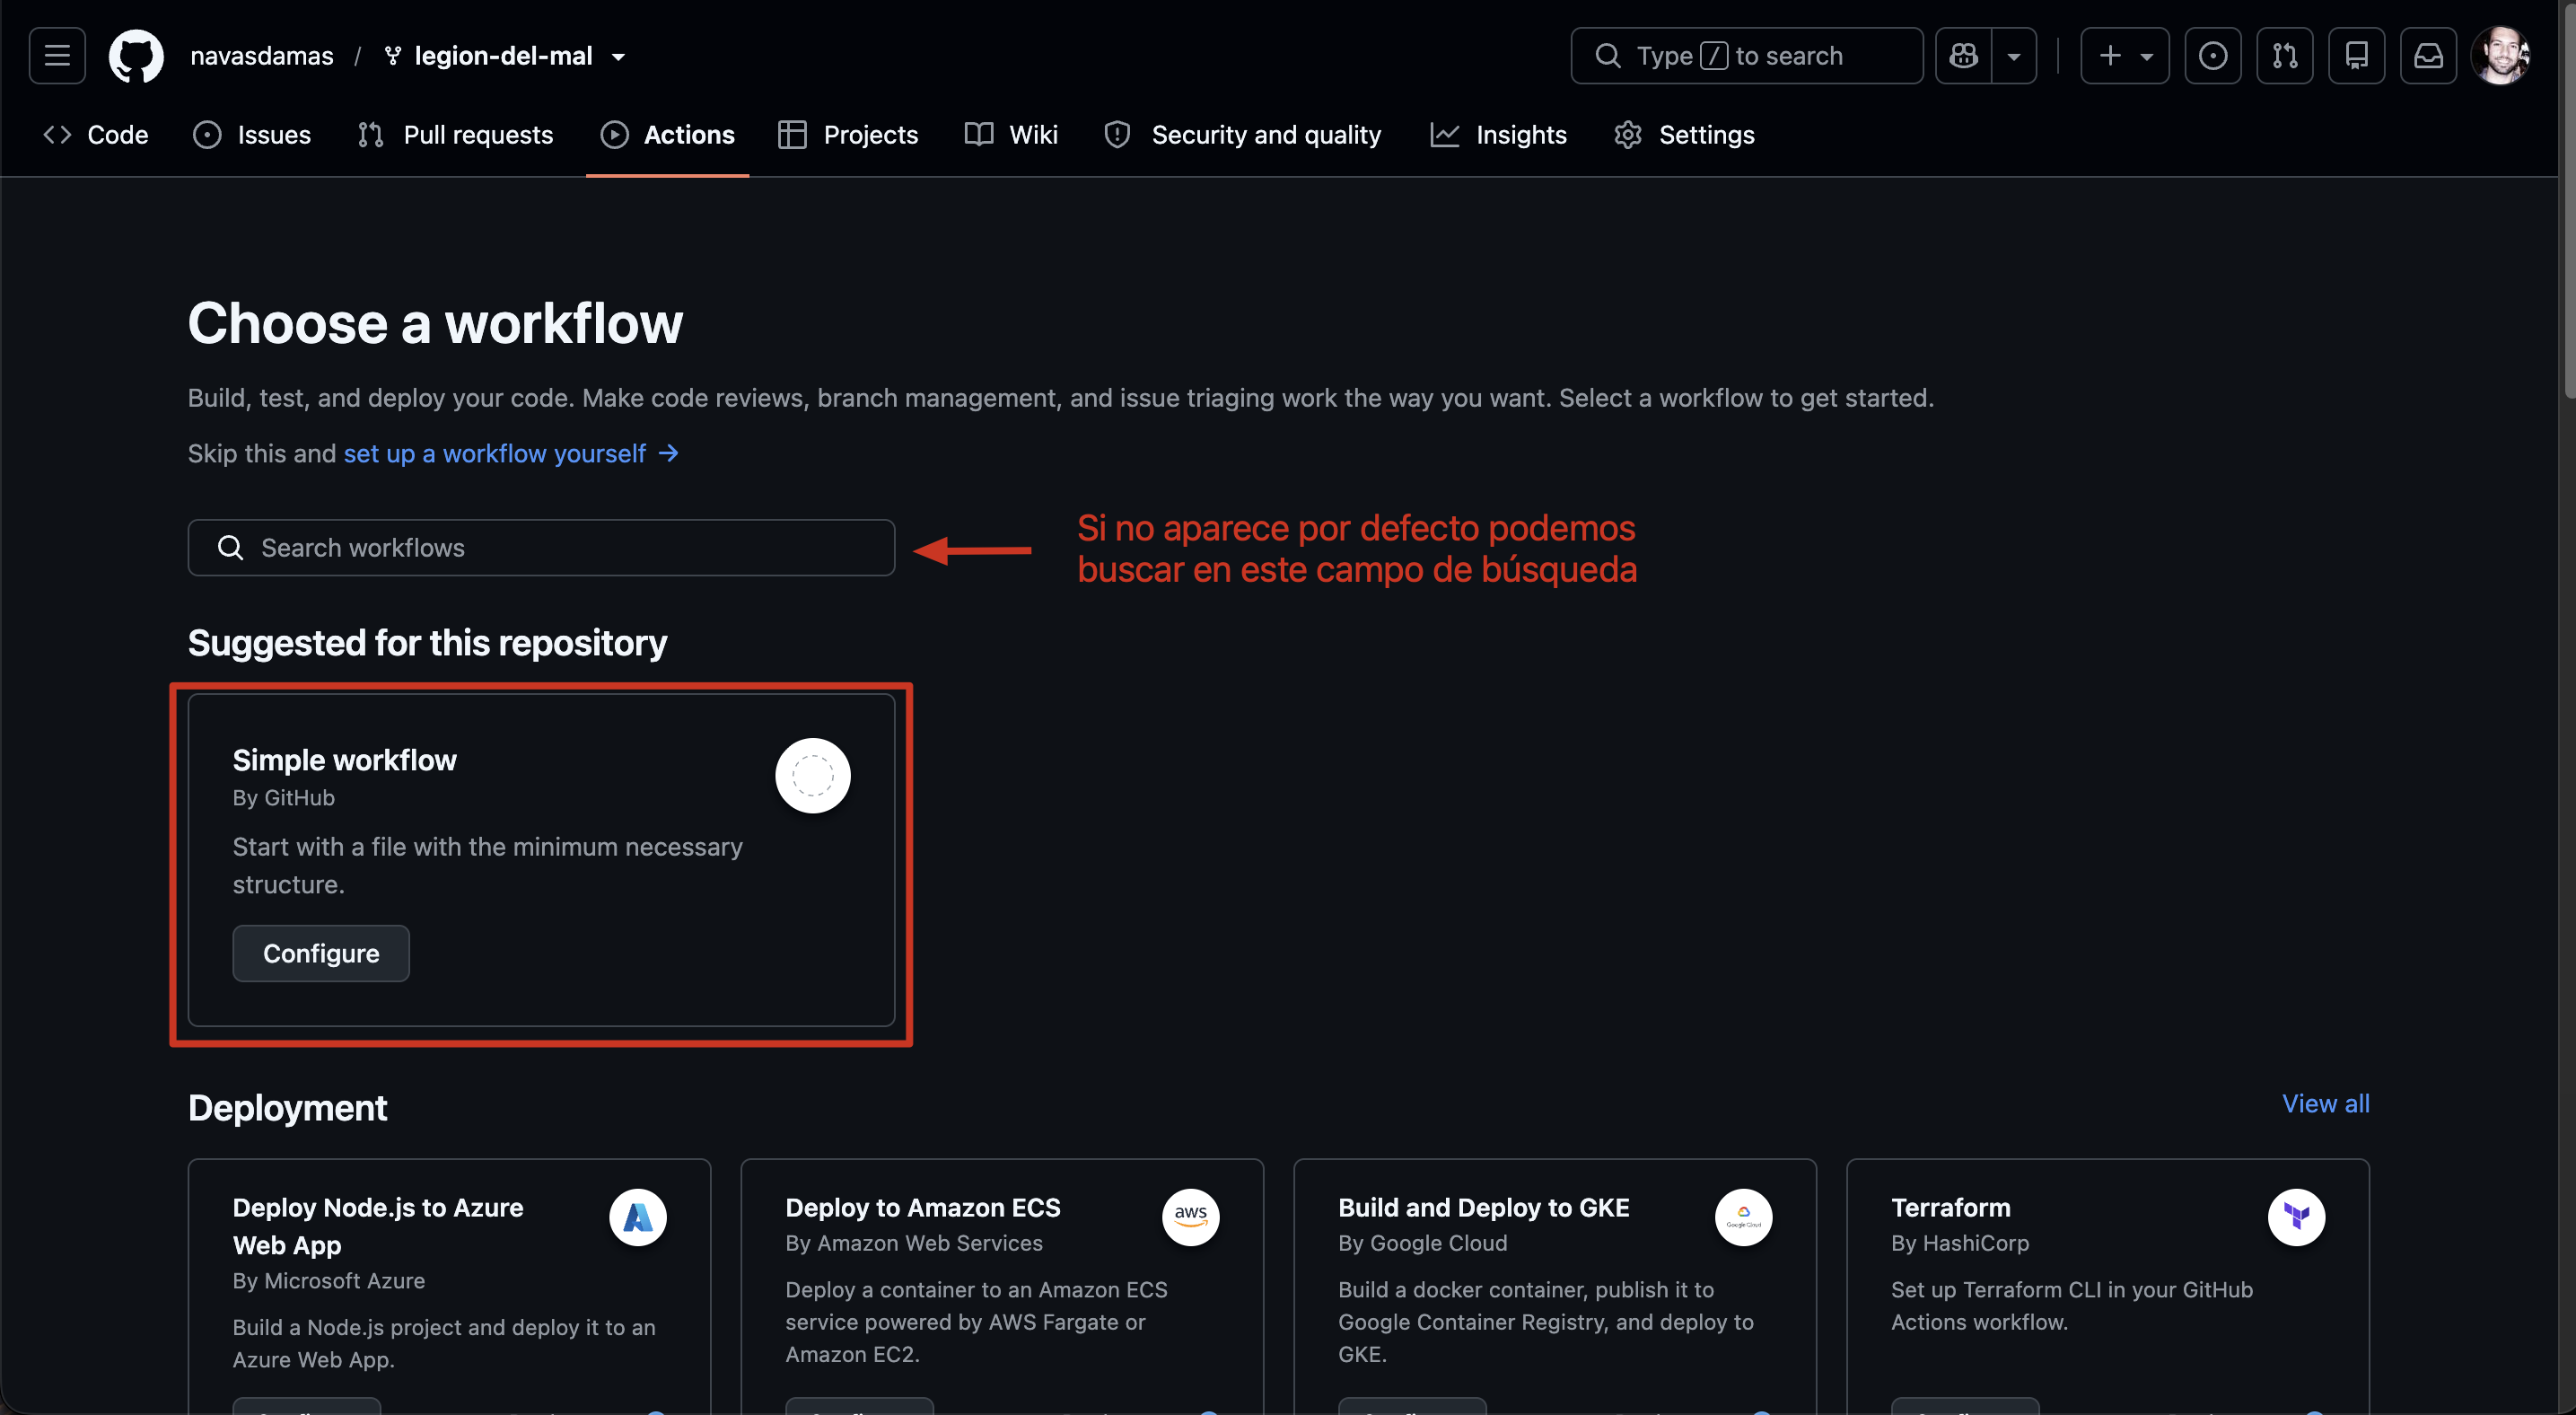 navasdamas / legion-del-mal
Type / to search
Code Issues Pull requests Actions Projects Wiki Security and quality Insights Settings
Choose a workflow
Build, test, and deploy your code. Make code reviews, branch management, and issue triaging work the way you want. Select a workflow to get started.
Skip this and set up a workflow yourself →
Search workflows
Si no aparece por defecto podemos
buscar en este campo de búsqueda
Suggested for this repository
Simple workflow
By GitHub
Start with a file with the minimum necessary
structure.
Configure
Deployment
View all
Deploy Node.js to Azure
Web App
By Microsoft Azure
Build a Node.js project and deploy it to an
Azure Web App.
Deploy to Amazon ECS
By Amazon Web Services
aws
Deploy a container to an Amazon ECS
service powered by AWS Fargate or
Amazon EC2.
Build and Deploy to GKE
By Google Cloud
Google Cloud
Build a docker container, publish it to
Google Container Registry, and deploy to
GKE.
Terraform
By HashiCorp
Set up Terraform CLI in your GitHub
Actions workflow.